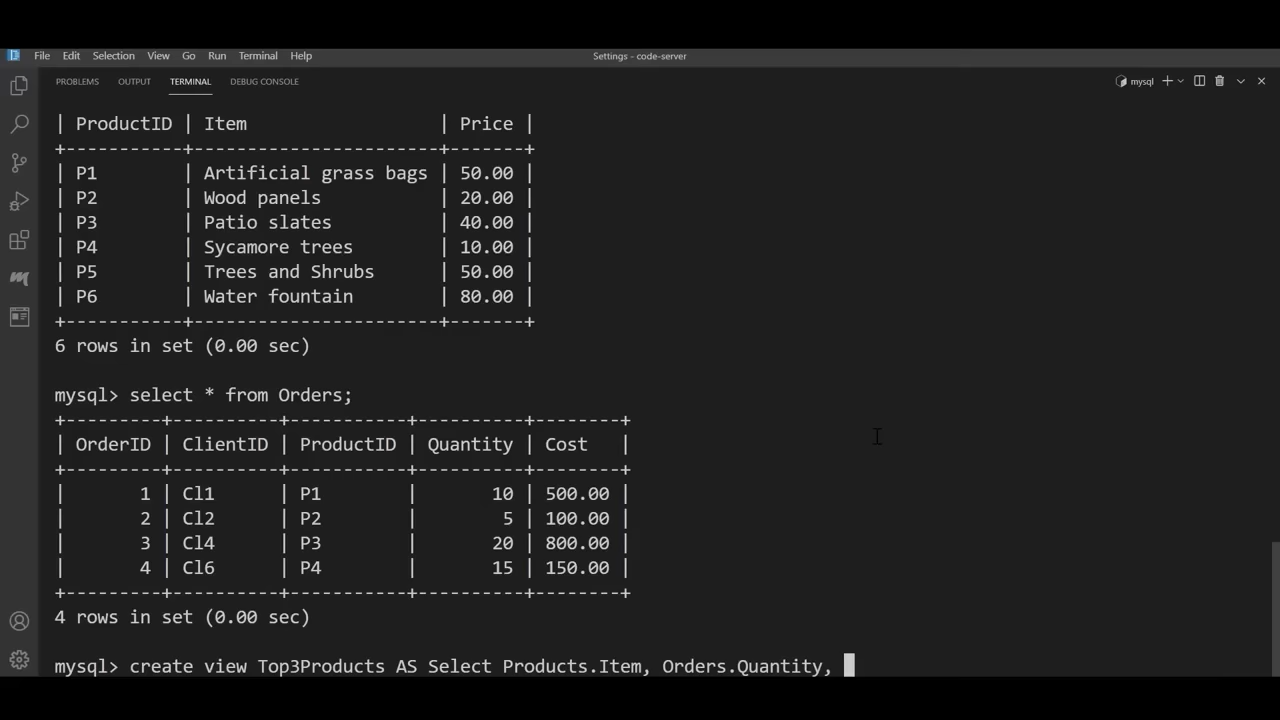 File Edit Selection View Go Run Terminal Help Settings - code-server
PROBLEMS OUTPUT TERMINAL DEBUG CONSOLE mysql
| ProductID | Item                 | Price |
+-----------+----------------------+-------+
| P1        | Artificial grass bags | 50.00 |
| P2        | Wood panels          | 20.00 |
| P3        | Patio slates         | 40.00 |
| P4        | Sycamore trees       | 10.00 |
| P5        | Trees and Shrubs     | 50.00 |
| P6        | Water fountain       | 80.00 |
+-----------+----------------------+-------+
6 rows in set (0.00 sec)
mysql> select * from Orders;
+---------+----------+-----------+----------+--------+
| OrderID | ClientID | ProductID | Quantity | Cost   |
+---------+----------+-----------+----------+--------+
|       1 | Cl1      | P1        |       10 | 500.00 |
|       2 | Cl2      | P2        |        5 | 100.00 |
|       3 | Cl4      | P3        |       20 | 800.00 |
|       4 | Cl6      | P4        |       15 | 150.00 |
+---------+----------+-----------+----------+--------+
4 rows in set (0.00 sec)
mysql> create view Top3Products AS Select Products.Item, Orders.Quantity,